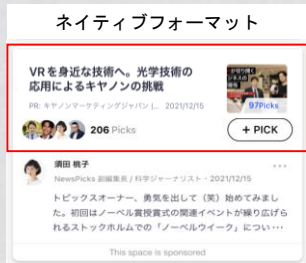 ネイティブフォーマット
VRを身近な技術へ。光学技術の
応用によるキヤノンの挑戦
PR: キヤノンマーケティングジャパン |... 2021/12/15
97Picks
206 Picks
+ PICK
須田 桃子
NewsPicks 副編集長 / 科学ジャーナリスト・2021/12/15
トピックスオーナー、勇気を出して（笑）始めてみまし
た。初回はノーベル賞授賞式の関連イベントが繰り広げら
れるストックホルムでの「ノーベルウイーク」につい…
This space is sponsored